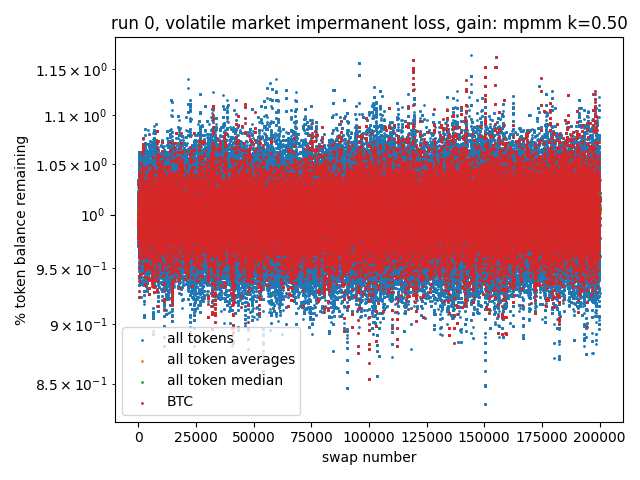 run 0, volatile market impermanent loss, gain: mpmm k=0.50
% token balance remaining
1.15 × 10⁰
1.1 × 10⁰
1.05 × 10⁰
10⁰
9.5 × 10⁻¹
9 × 10⁻¹
8.5 × 10⁻¹
all tokens
all token averages
all token median
BTC
0 25000 50000 75000 100000 125000 150000 175000 200000
swap number